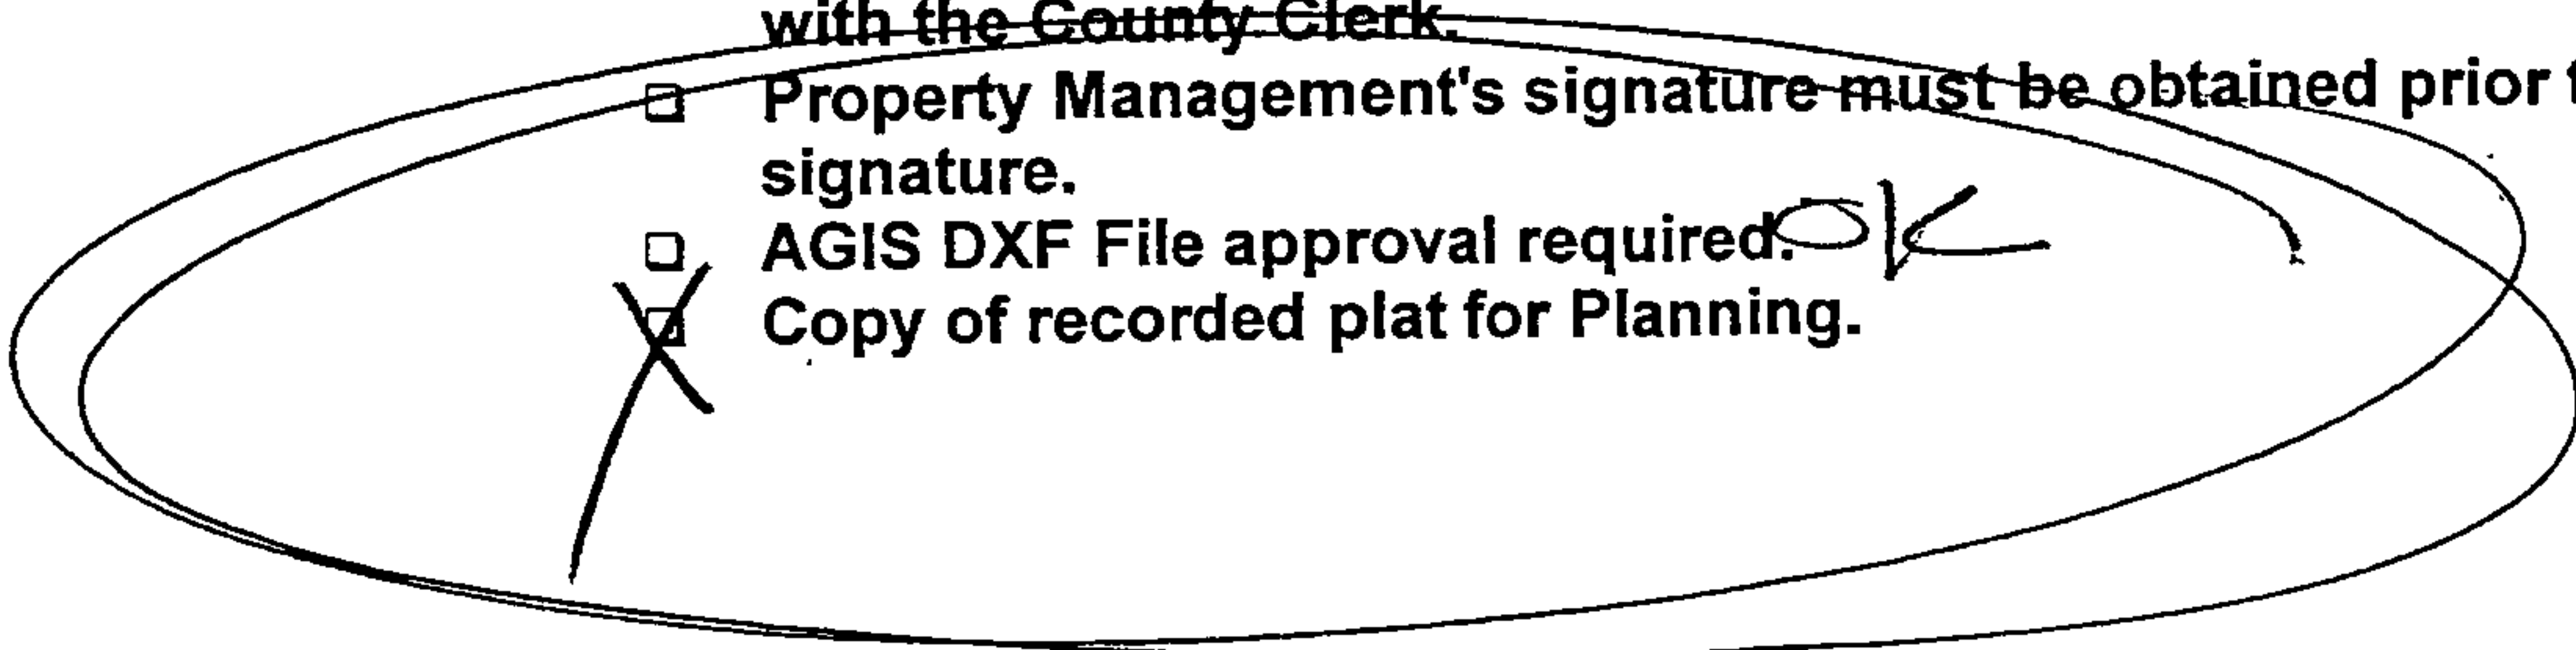 with the County Clerk.
❑ Property Management's signature must be obtained prior
signature.
❑ AGIS DXF File approval required. OK
❑ Copy of recorded plat for Planning.